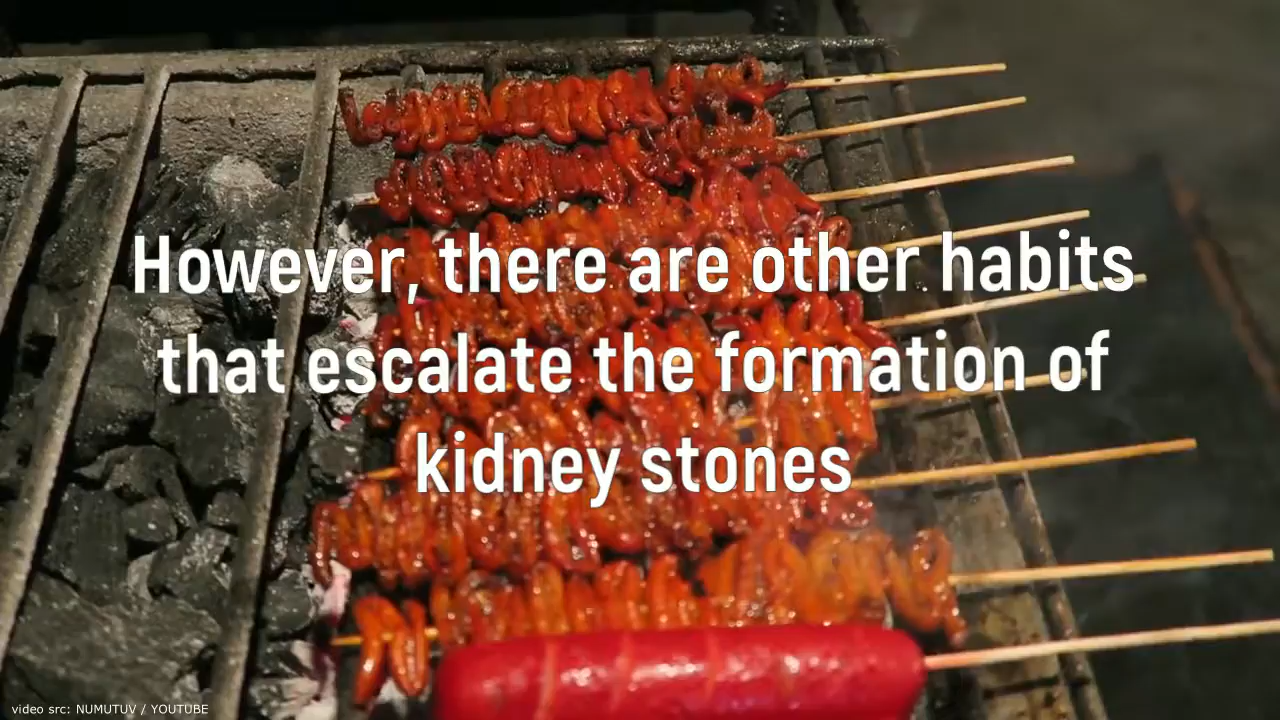 However, there are other habits
that escalate the formation of
kidney stones
video src: NUMUTUV / YOUTUBE